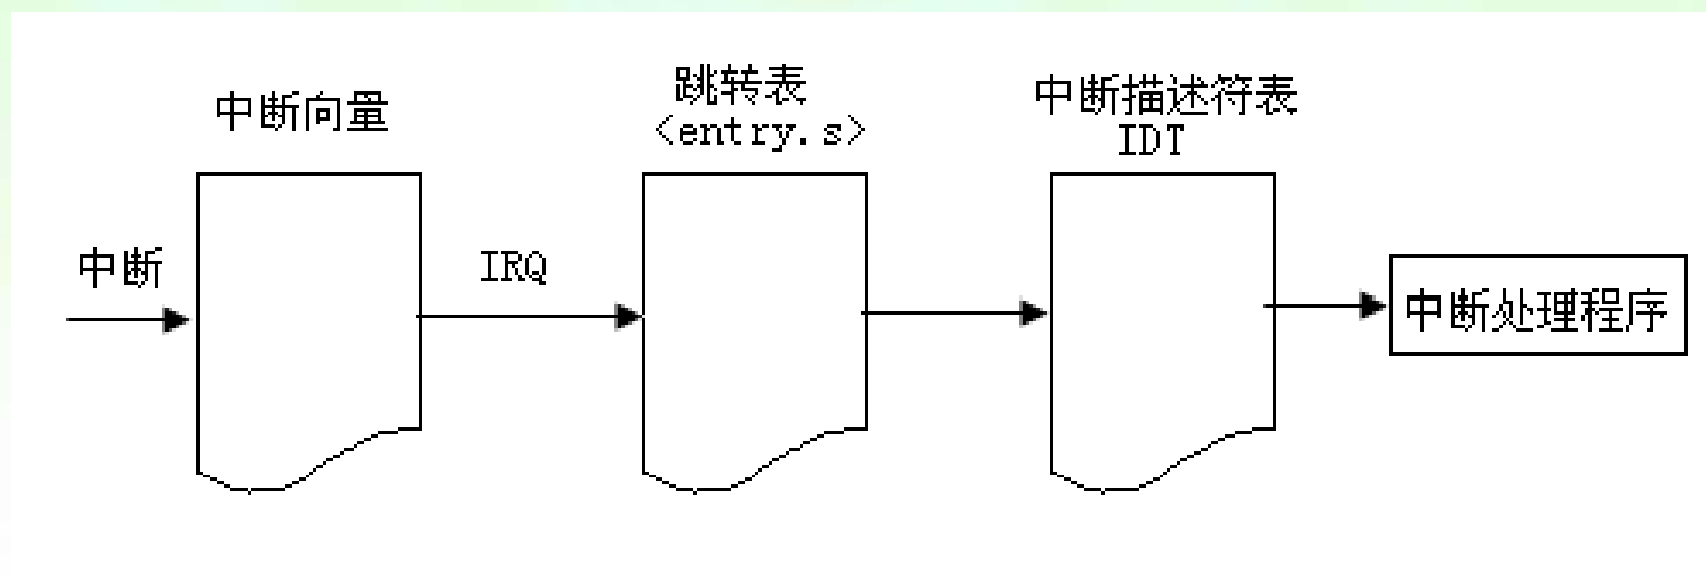 中断向量
跳转表
<entry.s>
中断描述符表
IDT
中断
IRQ
中断处理程序